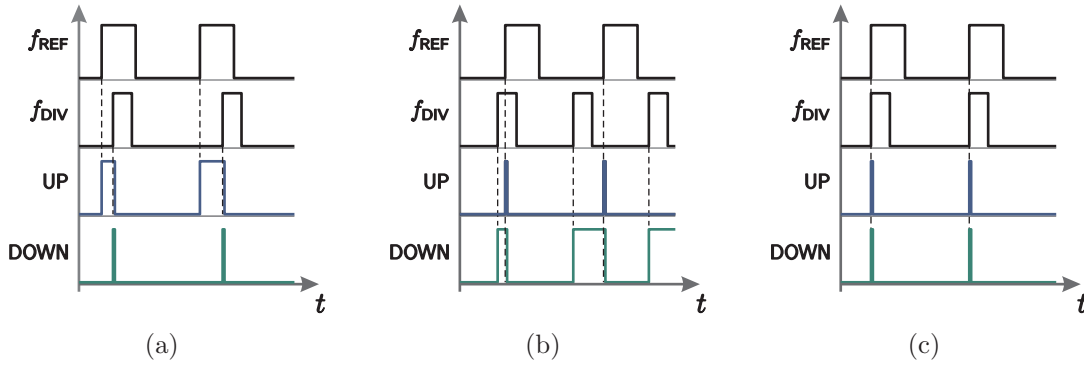 fREF
fDIV
UP
DOWN
t
(a)
fREF
fDIV
UP
DOWN
t
(b)
fREF
fDIV
UP
DOWN
t
(c)